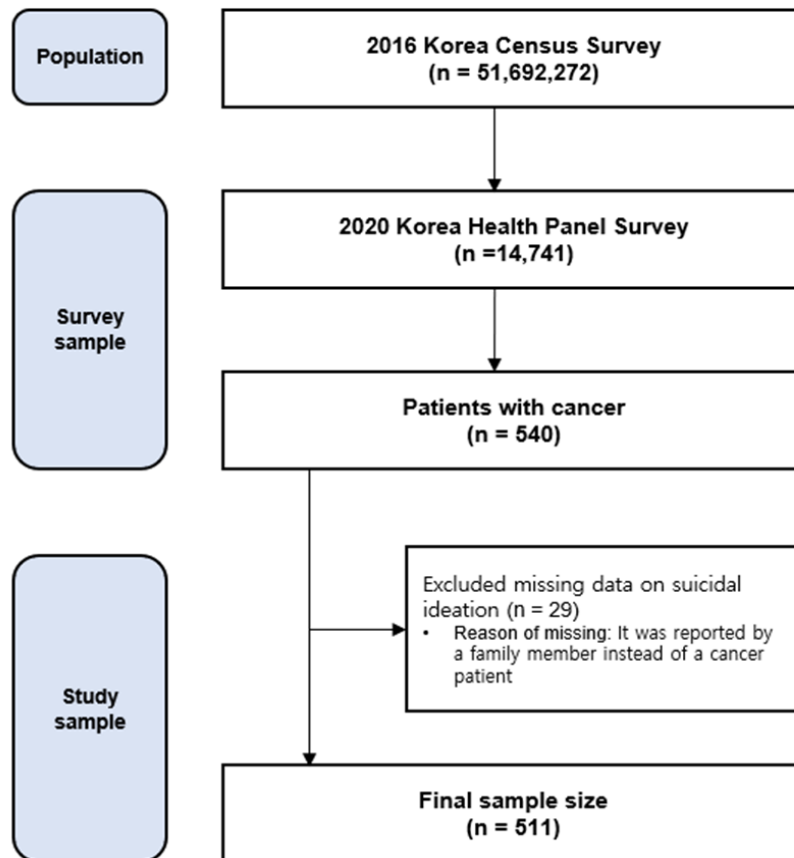 Population
2016 Korea Census Survey
(n = 51,692,272)
2020 Korea Health Panel Survey
(n =14,741)
Survey
sample
Patients with cancer
(n = 540)
Excluded missing data on suicidal
ideation (n = 29)
• Reason of missing: It was reported by
a family member instead of a cancer
patient
Study
sample
Final sample size
(n = 511)